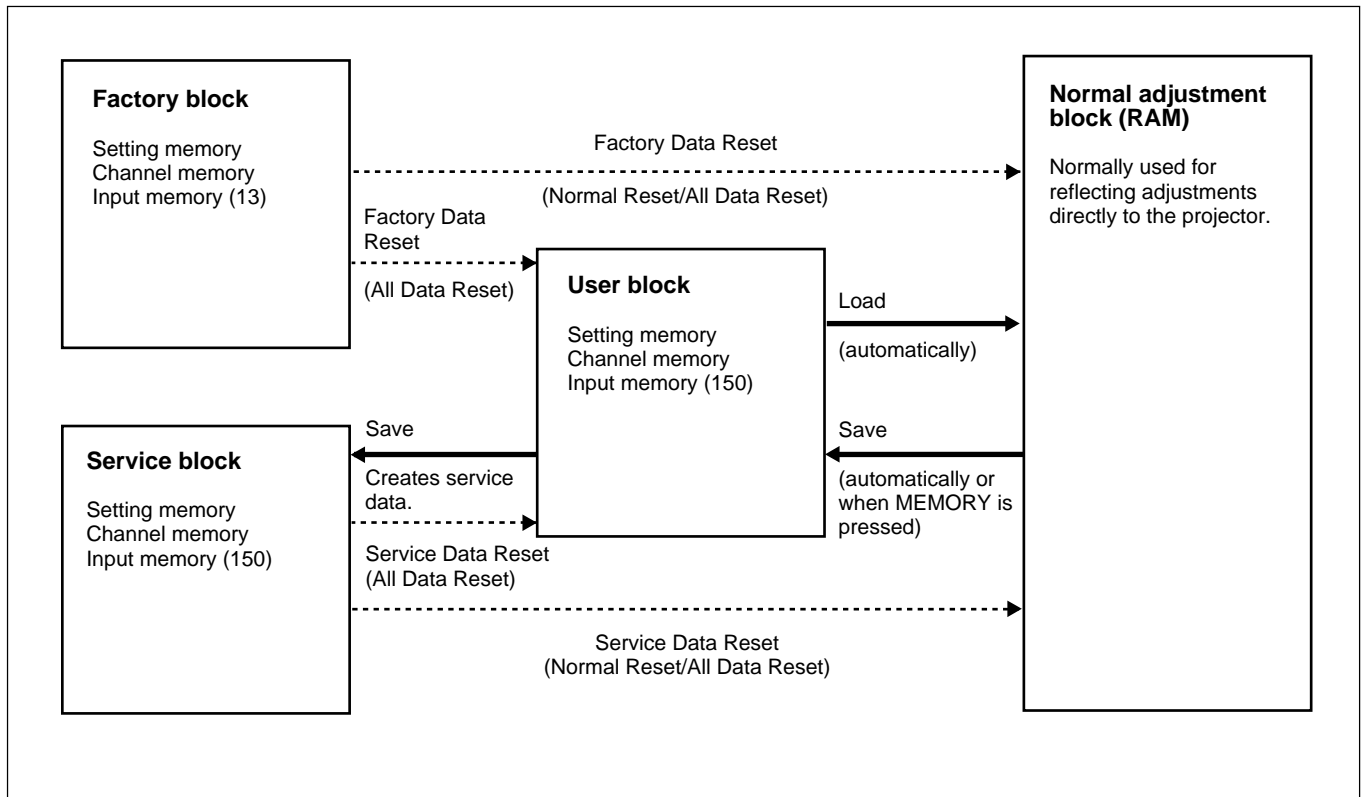 Factory block
Setting memory
Channel memory
Input memory (13)
Factory Data Reset
(Normal Reset/All Data Reset)
Factory Data
Reset
(All Data Reset)
User block
Setting memory
Channel memory
Input memory (150)
Load
(automatically)
Save
(automatically or
when MEMORY is
pressed)
Normal adjustment
block (RAM)
Normally used for
reflecting adjustments
directly to the projector.
Service block
Setting memory
Channel memory
Input memory (150)
Save
Creates service
data.
Service Data Reset
(All Data Reset)
Service Data Reset
(Normal Reset/All Data Reset)